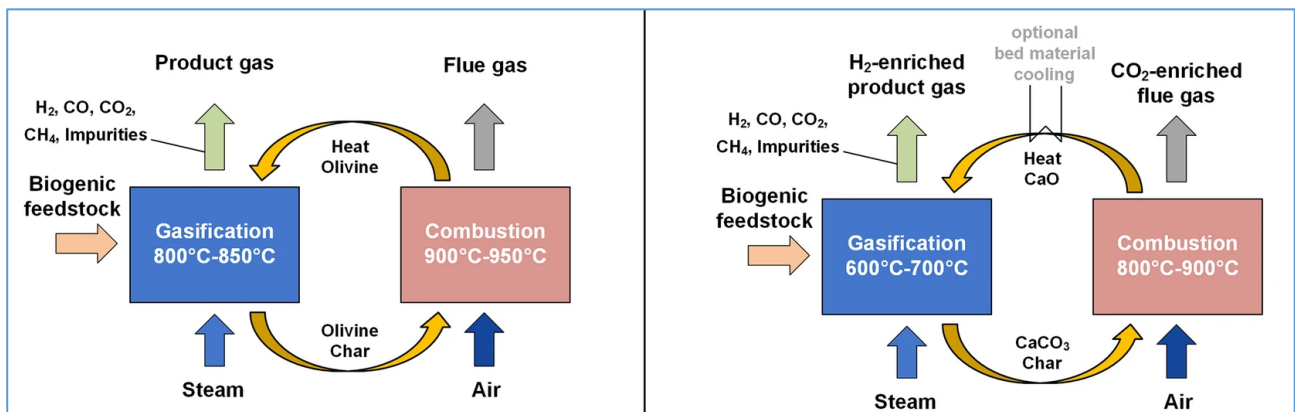 Product gas
Flue gas
H₂, CO, CO₂,
CH₄, Impurities
Heat
Olivine
Biogenic
feedstock
Gasification
800°C-850°C
Combustion
900°C-950°C
Olivine
Char
Steam
Air
optional
bed material
cooling
H₂-enriched
product gas
CO₂-enriched
flue gas
H₂, CO, CO₂,
CH₄, Impurities
Heat
CaO
Biogenic
feedstock
Gasification
600°C-700°C
Combustion
800°C-900°C
CaCO₃
Char
Steam
Air